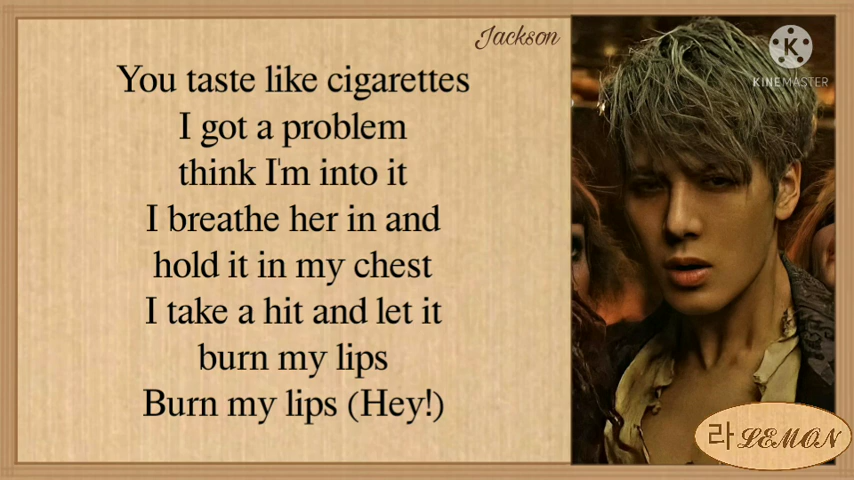 Jackson
You taste like cigarettes
I got a problem
think I'm into it
I breathe her in and
hold it in my chest
I take a hit and let it
burn my lips
Burn my lips (Hey!)
K
KINEMASTER
라 LEMON